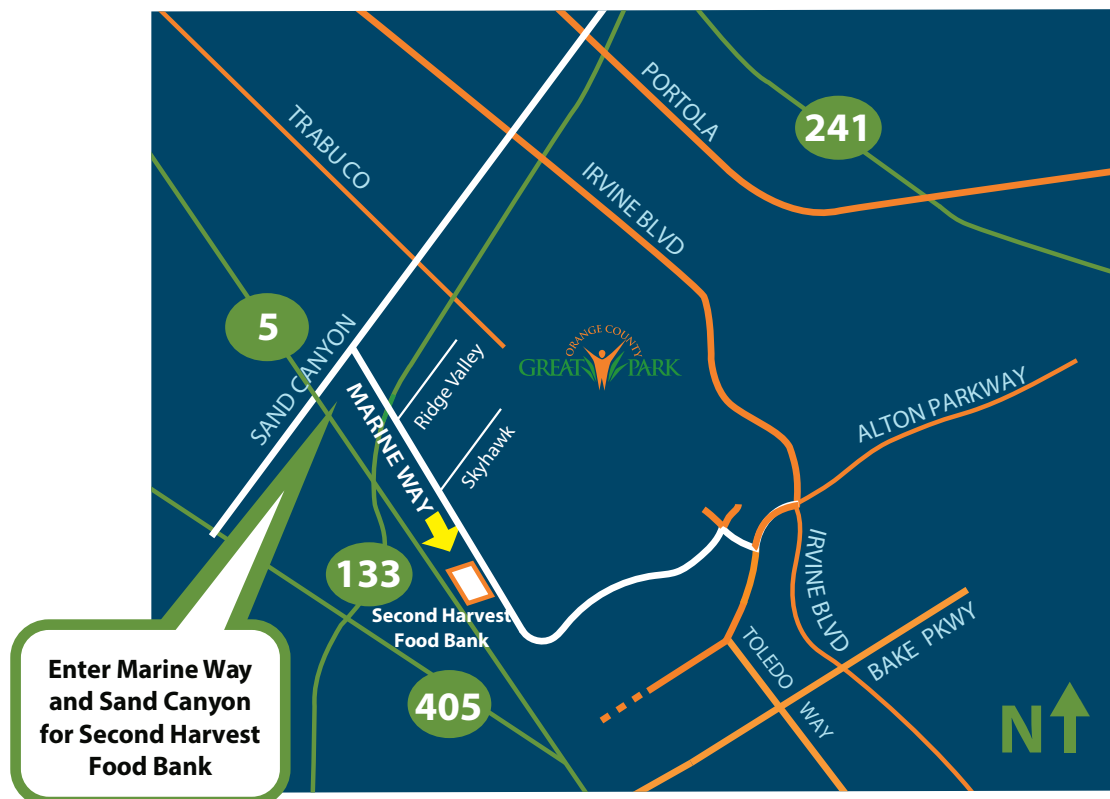 PORTOLA
241
TRABU CO
IRVINE BLVD
5
SAND CANYON
ORANGE COUNTY
GREAT PARK
Ridge Valley
MARINE WAY
Skyhawk
ALTON PARKWAY
133
Second Harvest
Food Bank
IRVINE BLVD
TOLEDO WAY
BAKE PKWY
405
Enter Marine Way
and Sand Canyon
for Second Harvest
Food Bank
N